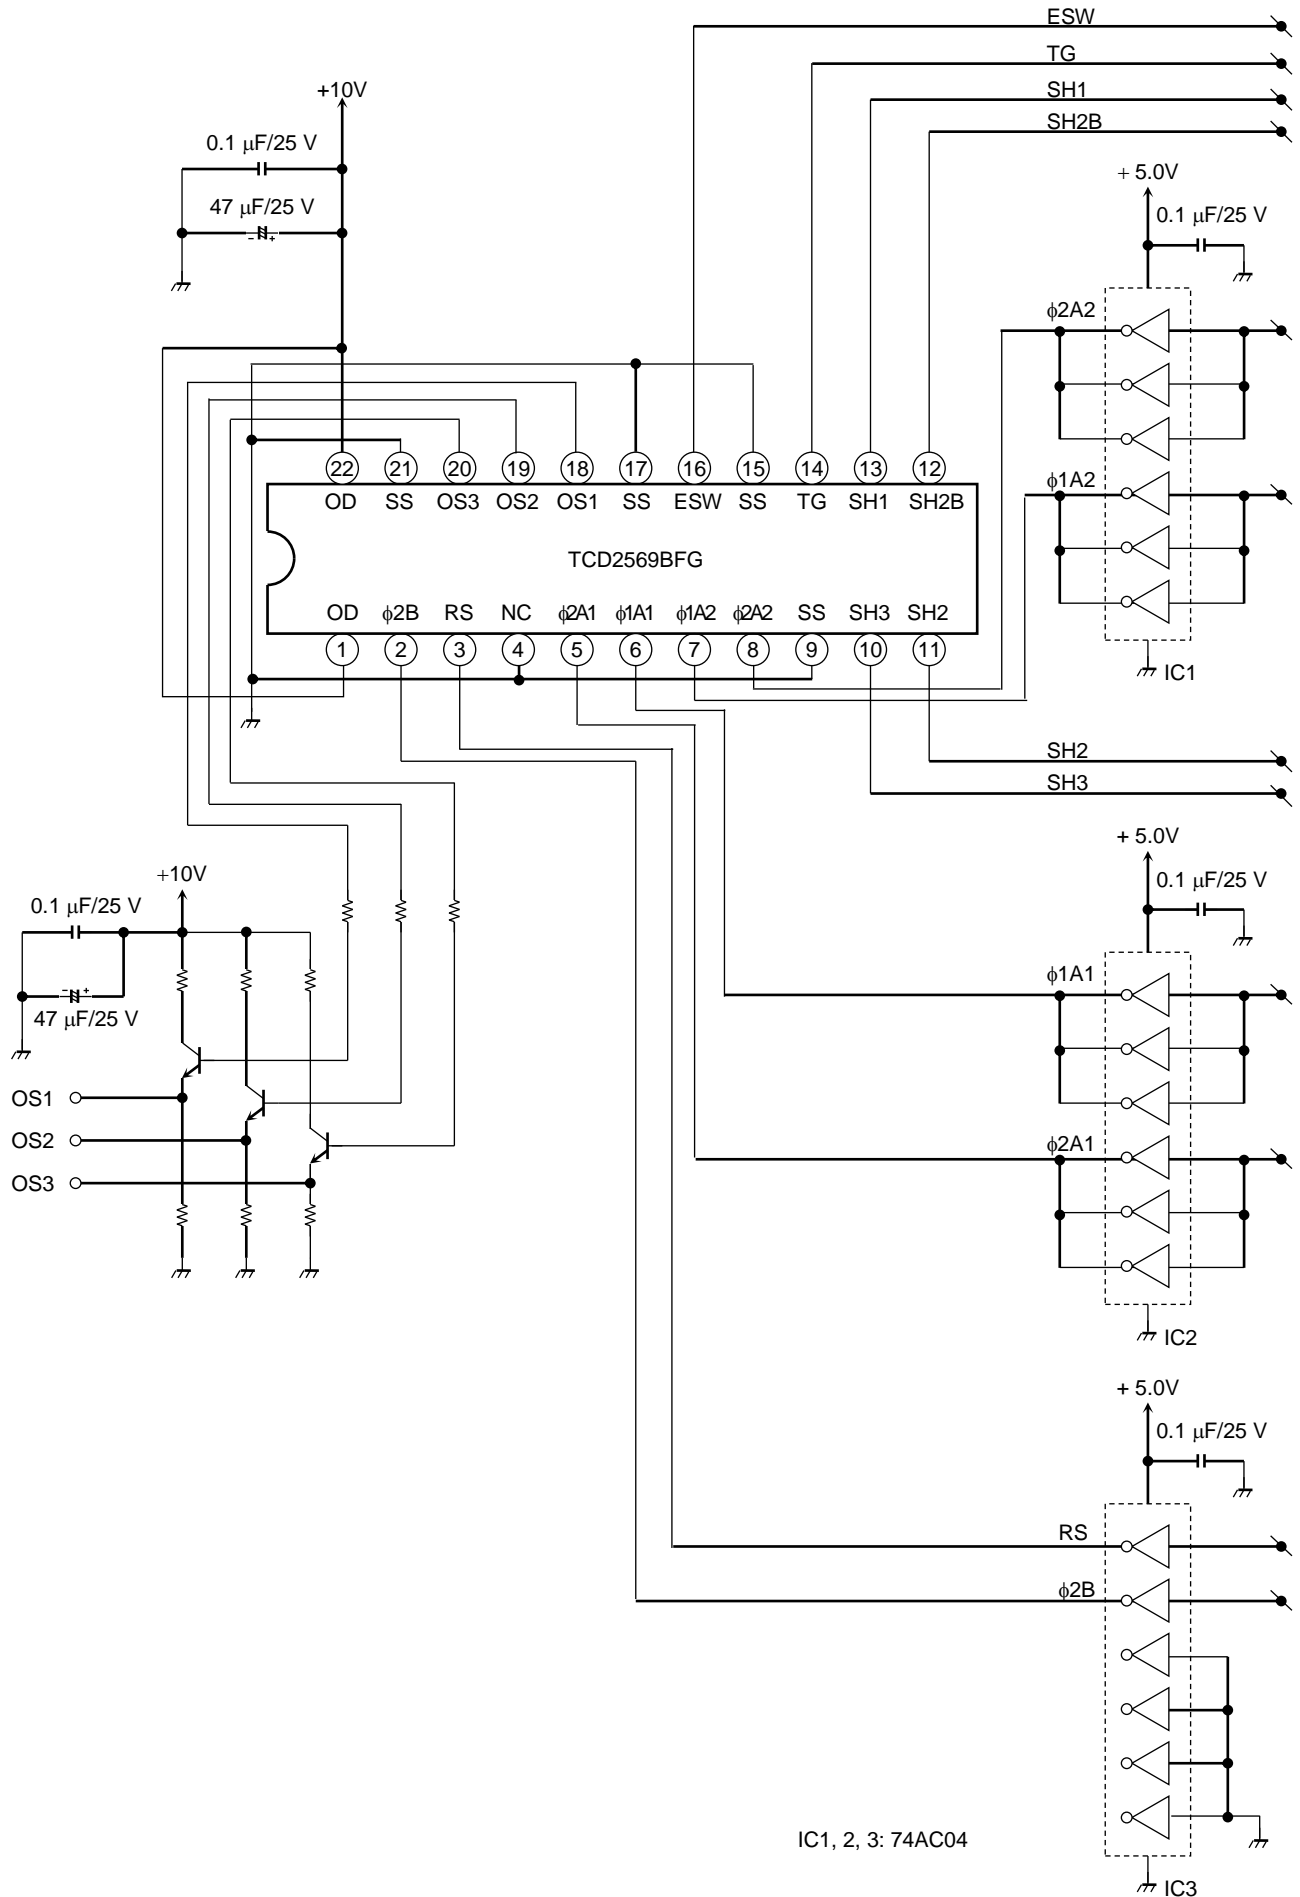 ESW
TG
SH1
SH2B
+10V
0.1 μF/25 V
47 μF/25 V
- +
+ 5.0V
0.1 μF/25 V
ϕ2A2
ϕ1A2
IC1
22 21 20 19 18 17 16 15 14 13 12
OD SS OS3 OS2 OS1 SS ESW SS TG SH1 SH2B
TCD2569BFG
OD ϕ2B RS NC ϕ2A1 ϕ1A1 ϕ1A2 ϕ2A2 SS SH3 SH2
1 2 3 4 5 6 7 8 9 10 11
SH2
SH3
+10V
0.1 μF/25 V
- +
47 μF/25 V
OS1
OS2
OS3
+ 5.0V
0.1 μF/25 V
ϕ1A1
ϕ2A1
IC2
+ 5.0V
0.1 μF/25 V
RS
ϕ2B
IC1, 2, 3: 74AC04
IC3